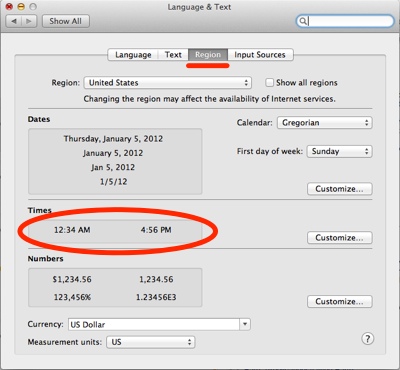 Language & Text
Show All
Language Text Region Input Sources
Region: United States Show all regions
Changing the region may affect the availability of Internet services.
Dates
Thursday, January 5, 2012
January 5, 2012
Jan 5, 2012
1/5/12
Calendar: Gregorian
First day of week: Sunday
Customize...
Times
12:34 AM 4:56 PM
Customize...
Numbers
$1,234.56 1,234.56
123,456% 1.23456E3
Customize...
Currency: US Dollar
Measurement units: US
?